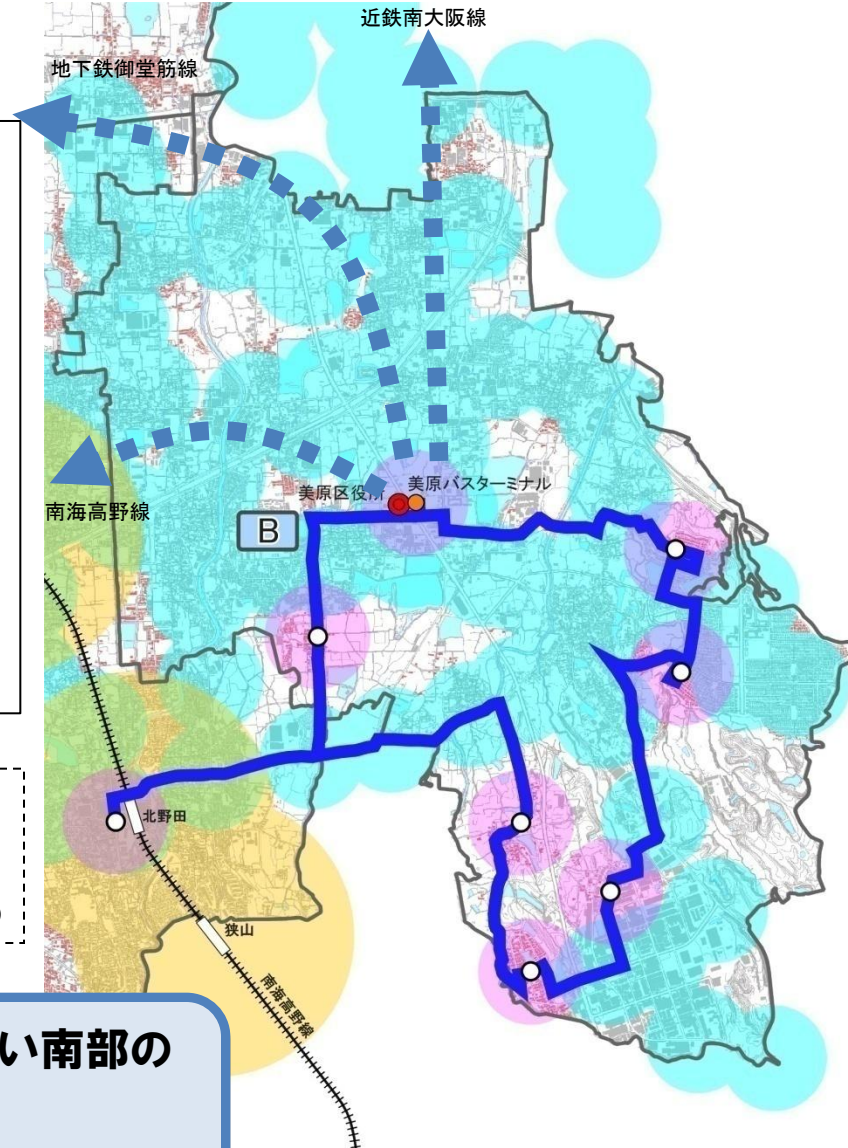 近鉄南大阪線
地下鉄御堂筋線
美原区役所
美原バスターミナル
南海高野線
B
北野田
狭山
南海高野線
い南部の